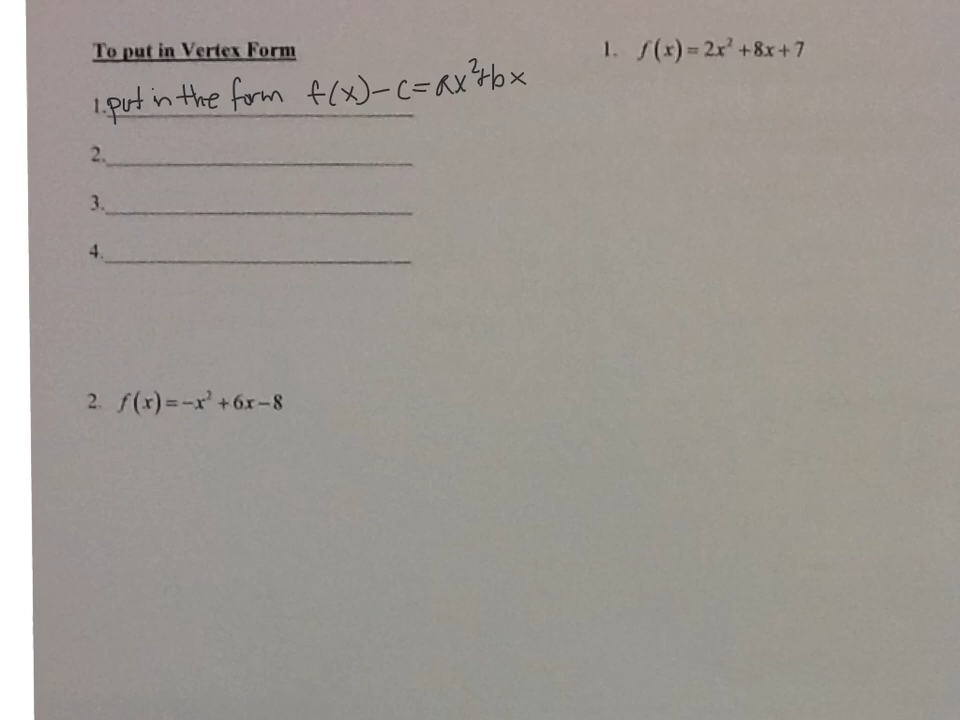 To put in Vertex Form
1. put in the form f(x)-c=ax²+bx
2.
3.
4.
1. f(x)=2x²+8x+7
2. f(x)=-x²+6x-8